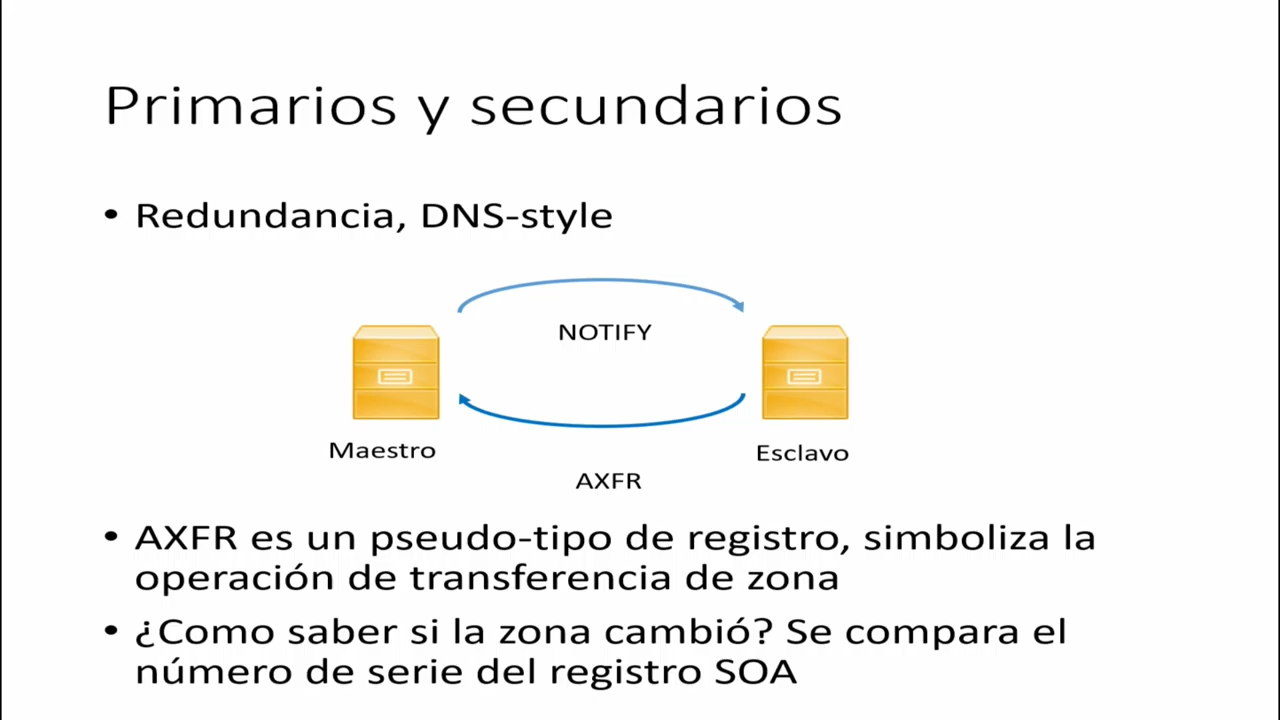 Primarios y secundarios
• Redundancia, DNS-style
NOTIFY
Maestro
Esclavo
AXFR
• AXFR es un pseudo-tipo de registro, simboliza la
operación de transferencia de zona
• ¿Como saber si la zona cambió? Se compara el
número de serie del registro SOA